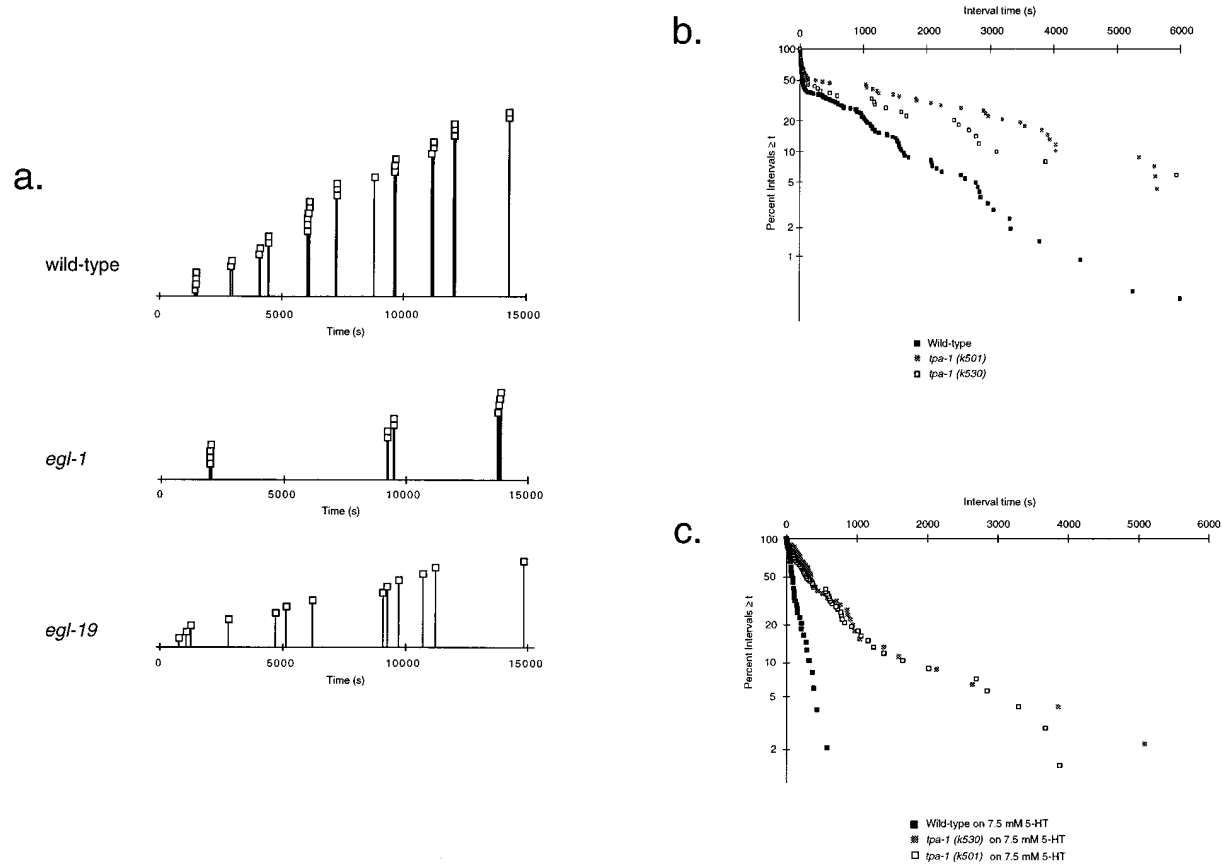 a.
wild-type
0 5000 10000 15000
Time (s)
egl-1
0 5000 10000 15000
Time (s)
egl-19
0 5000 10000 15000
Time (s)
b.
Interval time (s)
0 1000 2000 3000 4000 5000 6000
100
50
20
10
5
2
1
Percent Intervals ≥ t
Wild-type
tpa-1 (k501)
tpa-1 (k530)
c.
Interval time (s)
0 1000 2000 3000 4000 5000 6000
100
50
20
10
5
2
Percent Intervals ≥ t
Wild-type on 7.5 mM 5-HT
tpa-1 (k530) on 7.5 mM 5-HT
tpa-1 (k501) on 7.5 mM 5-HT